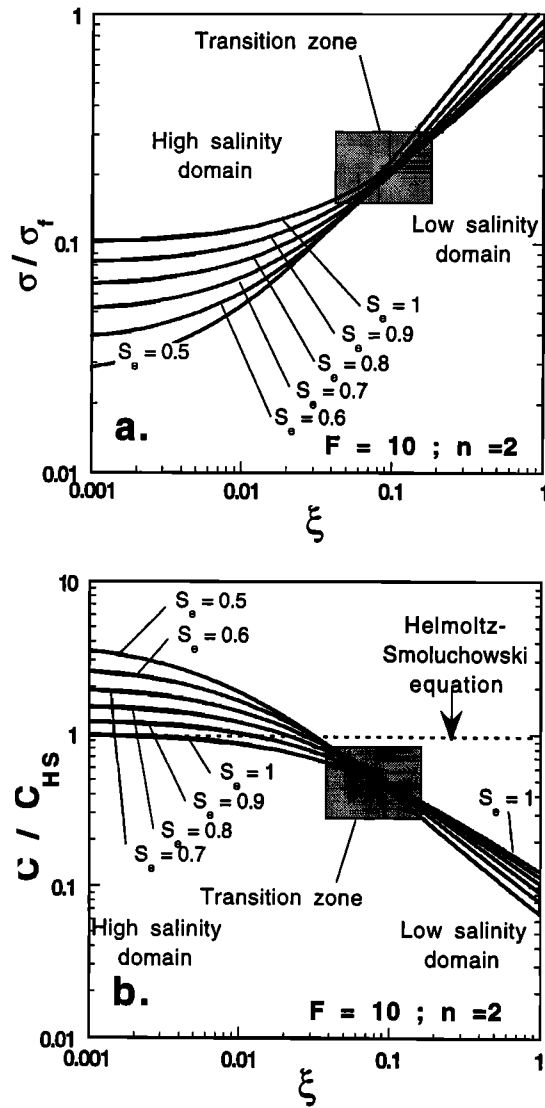 1
Transition zone
High salinity
domain
Low salinity
domain
σ / σf
0.1
Se = 1
Se = 0.9
Se = 0.8
Se = 0.7
Se = 0.6
Se = 0.5
a.
F = 10 ; n =2
0.01
0.001
0.01
0.1
1
ξ
10
Se = 0.5
Se = 0.6
Helmoltz-
Smoluchowski
equation
1
C / CHS
Se = 1
Se = 0.9
Se = 0.8
Se = 0.7
Se = 1
0.1
Transition zone
High salinity
domain
Low salinity
domain
b.
F = 10 ; n =2
0.01
0.001
0.01
0.1
1
ξ